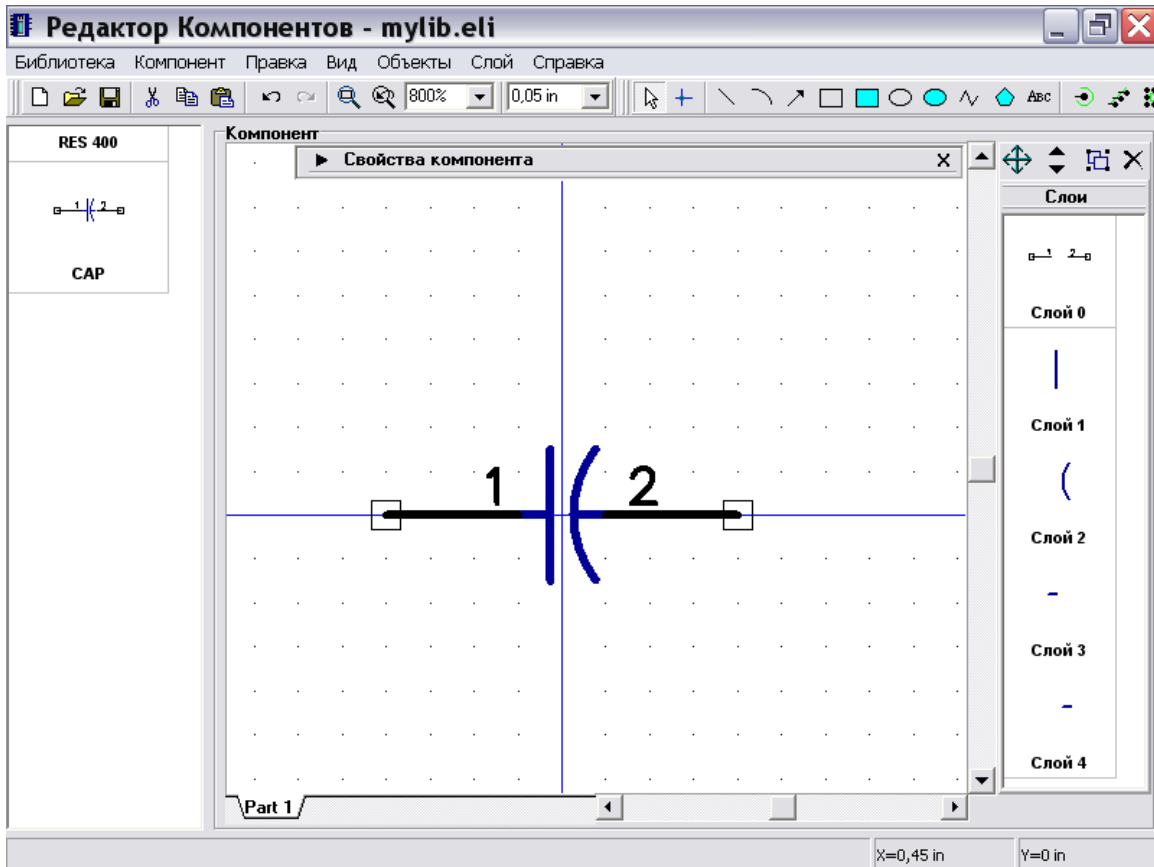 Редактор Компонентов - mylib.eli
Библиотека Компонент Правка Вид Объекты Слой Справка
800% 0,05 in ABC
RES 400
1 2
CAP
Компонент
Свойства компонента X
1 2
Part 1
Слои
1 2
Слой 0
Слой 1
Слой 2
Слой 3
Слой 4
X=0,45 in Y=0 in